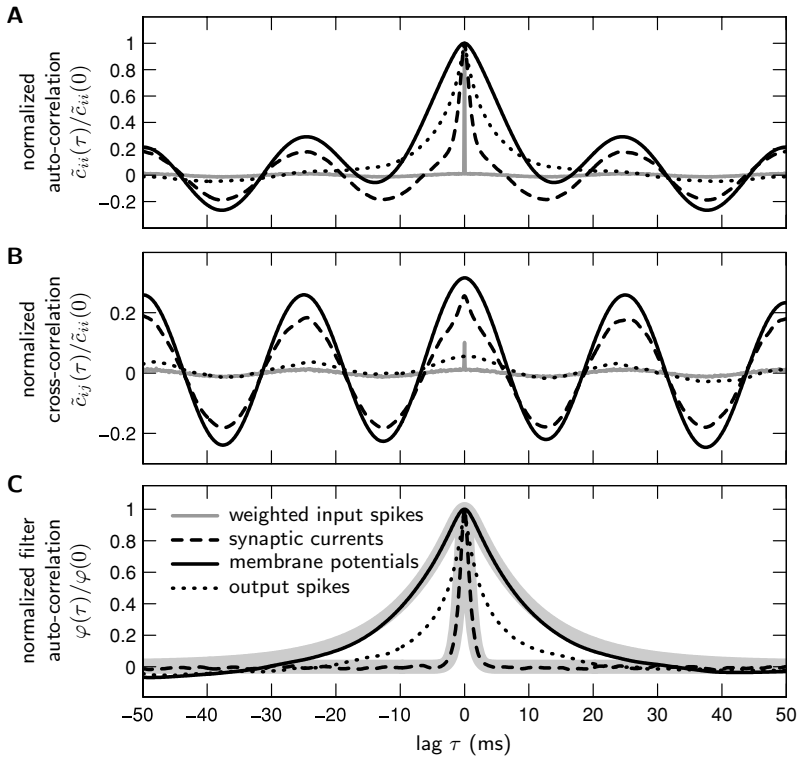 A
normalized
auto-correlation
c̃ᵢᵢ(τ)/c̃ᵢᵢ(0)
1
0.8
0.6
0.4
0.2
0
−0.2
B
normalized
cross-correlation
c̃ᵢⱼ(τ)/c̃ᵢᵢ(0)
0.2
0
−0.2
C
normalized filter
auto-correlation
φ(τ)/φ(0)
1
0.8
0.6
0.4
0.2
0
weighted input spikes
synaptic currents
membrane potentials
output spikes
−50 −40 −30 −20 −10 0 10 20 30 40 50
lag τ (ms)